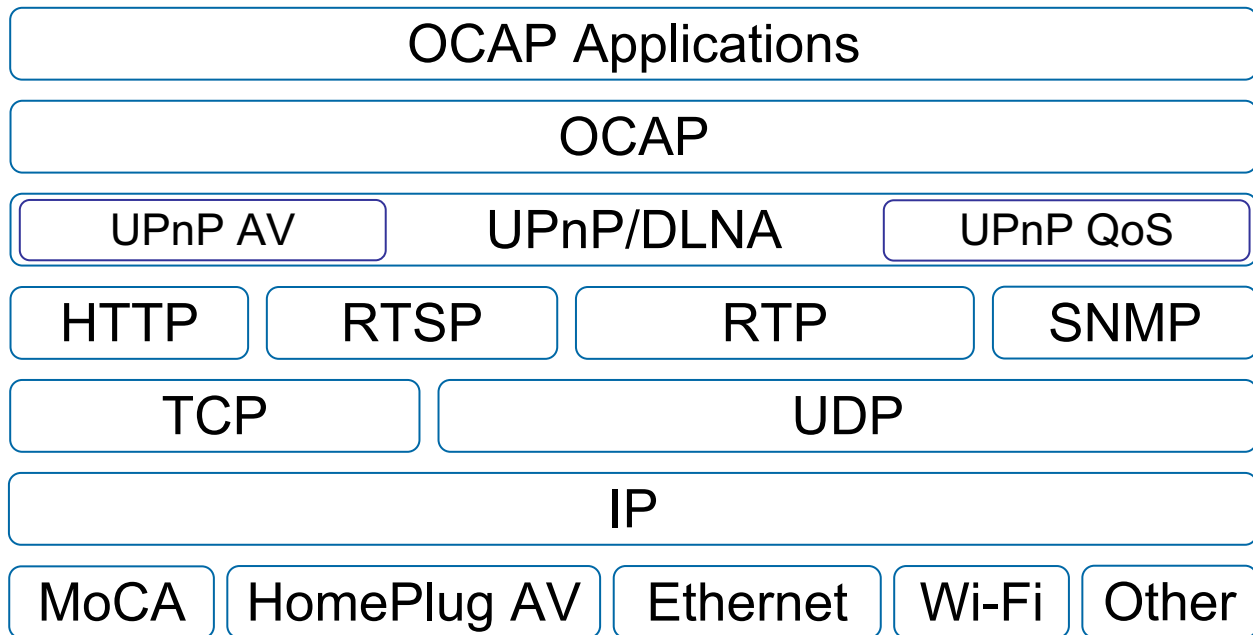 OCAP Applications
OCAP
UPnP AV UPnP/DLNA UPnP QoS
HTTP RTSP RTP SNMP
TCP UDP
IP
MoCA HomePlug AV Ethernet Wi-Fi Other